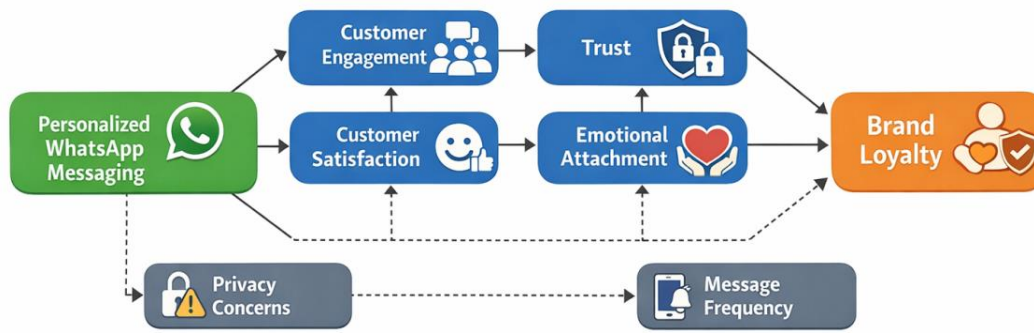 Customer
Engagement
Trust
Personalized
WhatsApp
Messaging
Customer
Satisfaction
Emotional
Attachment
Brand
Loyalty
Privacy
Concerns
Message
Frequency